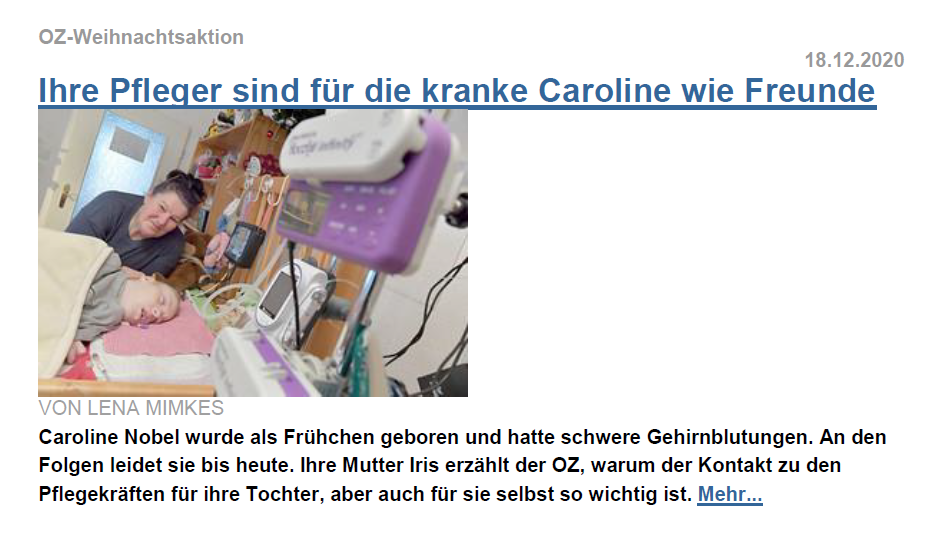 OZ-Weihnachtsaktion
18.12.2020
Ihre Pfleger sind für die kranke Caroline wie Freunde
VON LENA MIMKES
Caroline Nobel wurde als Frühchen geboren und hatte schwere Gehirnblutungen. An den
Folgen leidet sie bis heute. Ihre Mutter Iris erzählt der OZ, warum der Kontakt zu den
Pflegekräften für ihre Tochter, aber auch für sie selbst so wichtig ist. Mehr...